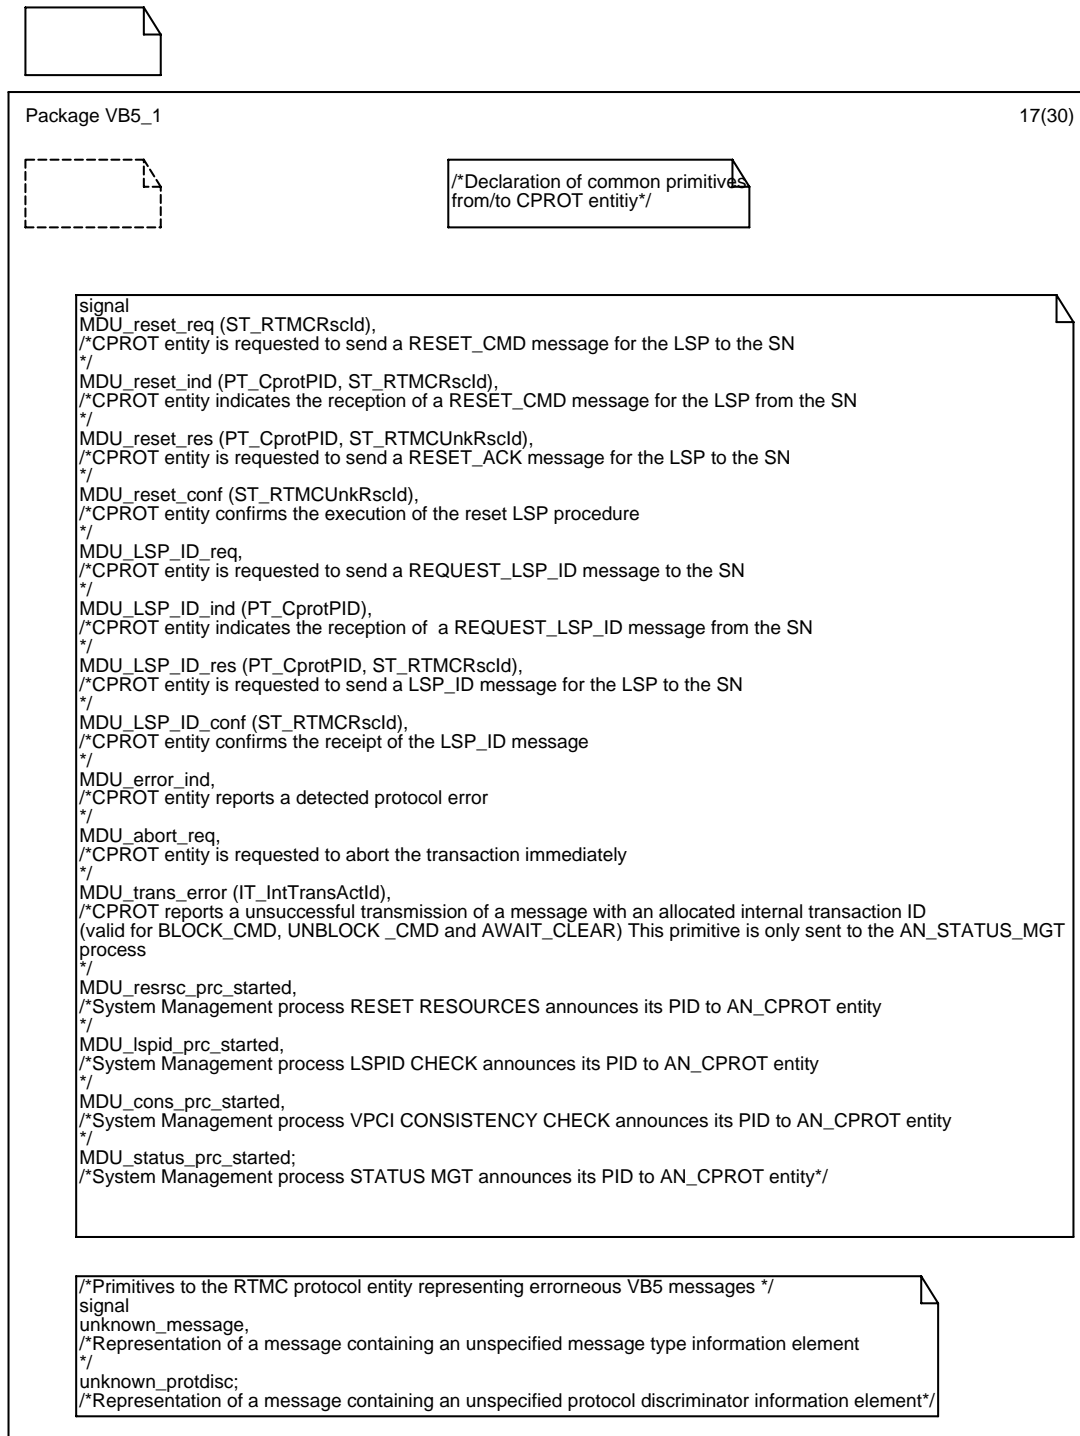 Package VB5_1
17(30)
/*Declaration of common primitives
from/to CPROT entitiy*/
signal
MDU_reset_req (ST_RTMCRscId),
/*CPROT entity is requested to send a RESET_CMD message for the LSP to the SN
*/
MDU_reset_ind (PT_CprotPID, ST_RTMCRscId),
/*CPROT entity indicates the reception of a RESET_CMD message for the LSP from the SN
*/
MDU_reset_res (PT_CprotPID, ST_RTMCUnkRscId),
/*CPROT entity is requested to send a RESET_ACK message for the LSP to the SN
*/
MDU_reset_conf (ST_RTMCUnkRscId),
/*CPROT entity confirms the execution of the reset LSP procedure
*/
MDU_LSP_ID_req,
/*CPROT entity is requested to send a REQUEST_LSP_ID message to the SN
*/
MDU_LSP_ID_ind (PT_CprotPID),
/*CPROT entity indicates the reception of  a REQUEST_LSP_ID message from the SN
*/
MDU_LSP_ID_res (PT_CprotPID, ST_RTMCRscId),
/*CPROT entity is requested to send a LSP_ID message for the LSP to the SN
*/
MDU_LSP_ID_conf (ST_RTMCRscId),
/*CPROT entity confirms the receipt of the LSP_ID message
*/
MDU_error_ind,
/*CPROT entity reports a detected protocol error
*/
MDU_abort_req,
/*CPROT entity is requested to abort the transaction immediately
*/
MDU_trans_error (IT_IntTransActId),
/*CPROT reports a unsuccessful transmission of a message with an allocated internal transaction ID
(valid for BLOCK_CMD, UNBLOCK _CMD and AWAIT_CLEAR) This primitive is only sent to the AN_STATUS_MGT
process
*/
MDU_resrsc_prc_started,
/*System Management process RESET RESOURCES announces its PID to AN_CPROT entity
*/
MDU_lspid_prc_started,
/*System Management process LSPID CHECK announces its PID to AN_CPROT entity
*/
MDU_cons_prc_started,
/*System Management process VPCI CONSISTENCY CHECK announces its PID to AN_CPROT entity
*/
MDU_status_prc_started;
/*System Management process STATUS MGT announces its PID to AN_CPROT entity*/
/*Primitives to the RTMC protocol entity representing errorneous VB5 messages */
signal
unknown_message,
/*Representation of a message containing an unspecified message type information element
*/
unknown_protdisc;
/*Representation of a message containing an unspecified protocol discriminator information element*/